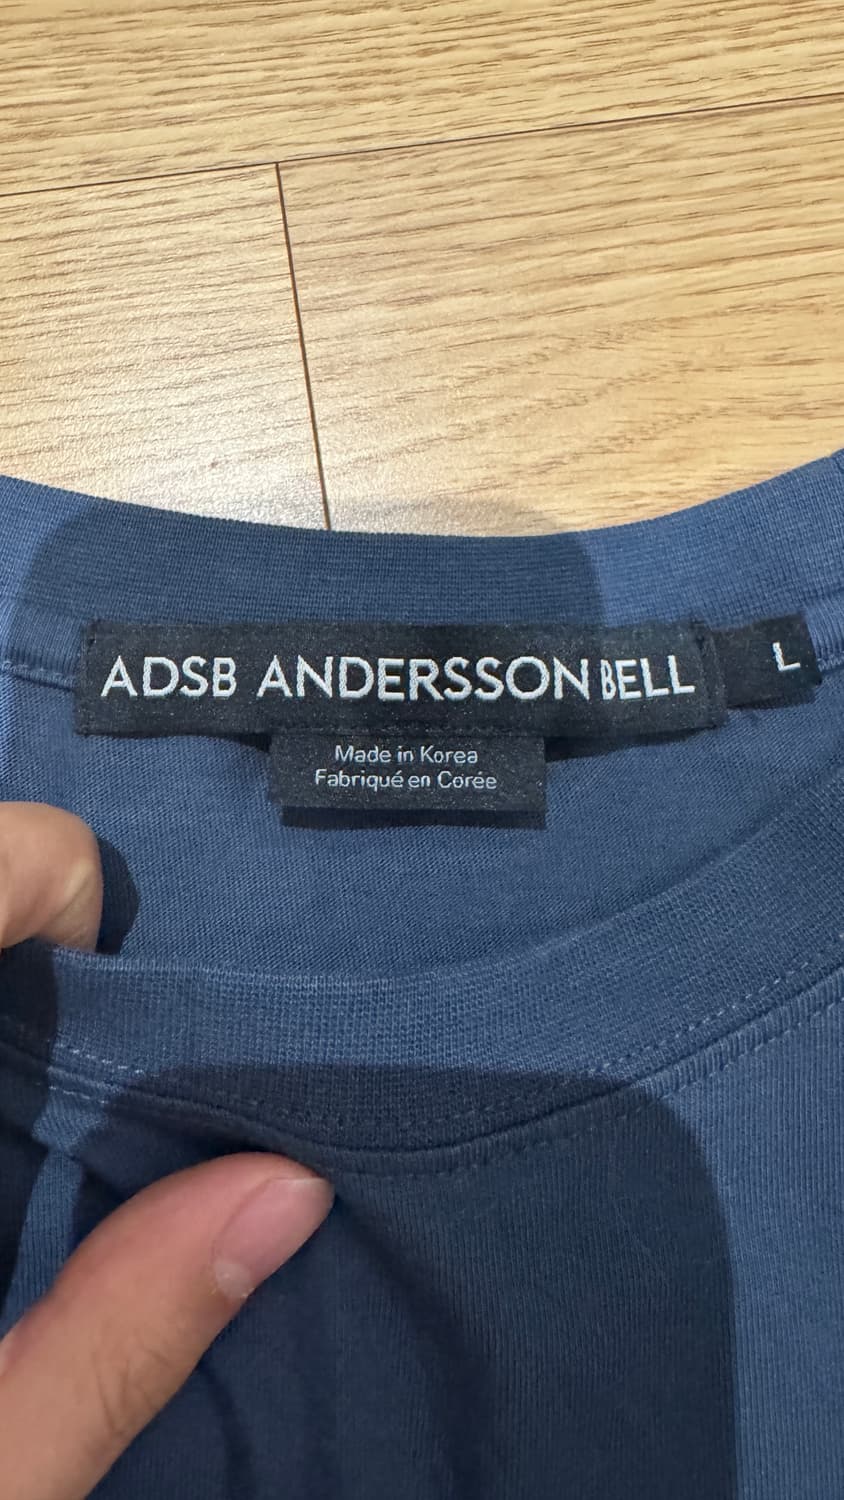 ADSB ANDERSSON BELL
L
Made in Korea
Fabriqué en Corée